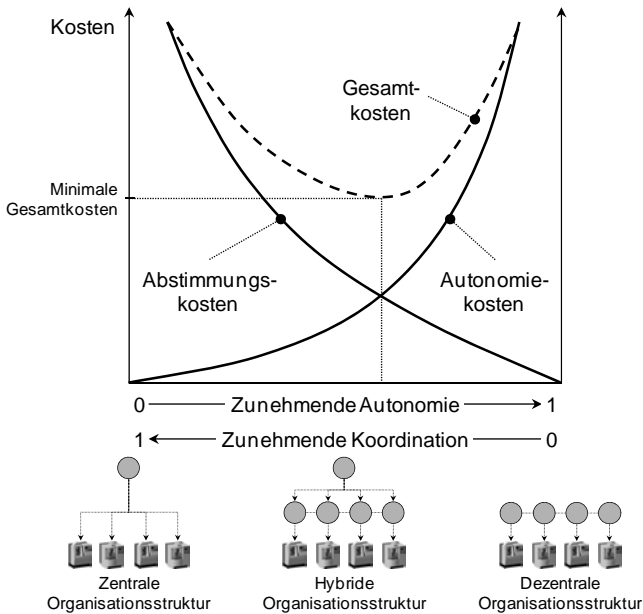 Kosten
Gesamt-
kosten
Minimale
Gesamtkosten
Abstimmungs-
kosten
Autonomie-
kosten
0 Zunehmende Autonomie 1
1 Zunehmende Koordination 0
Zentrale
Organisationsstruktur
Hybride
Organisationsstruktur
Dezentrale
Organisationsstruktur